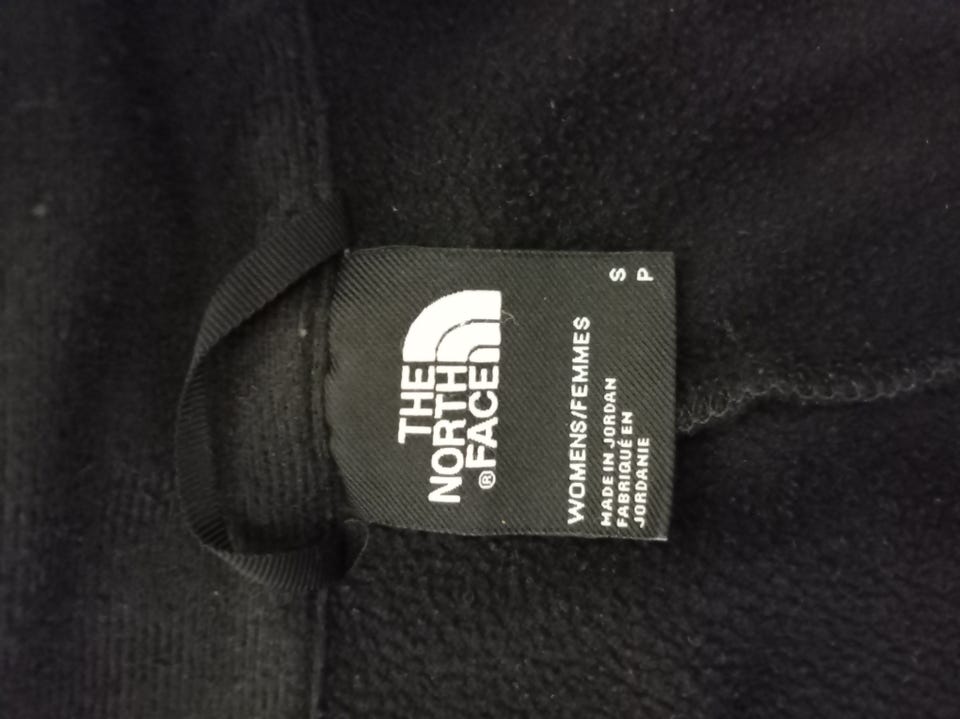 THE
NORTH
®FACE
WOMENS/FEMMES
MADE IN JORDAN
FABRIQUÉ EN
JORDANIE
S
P